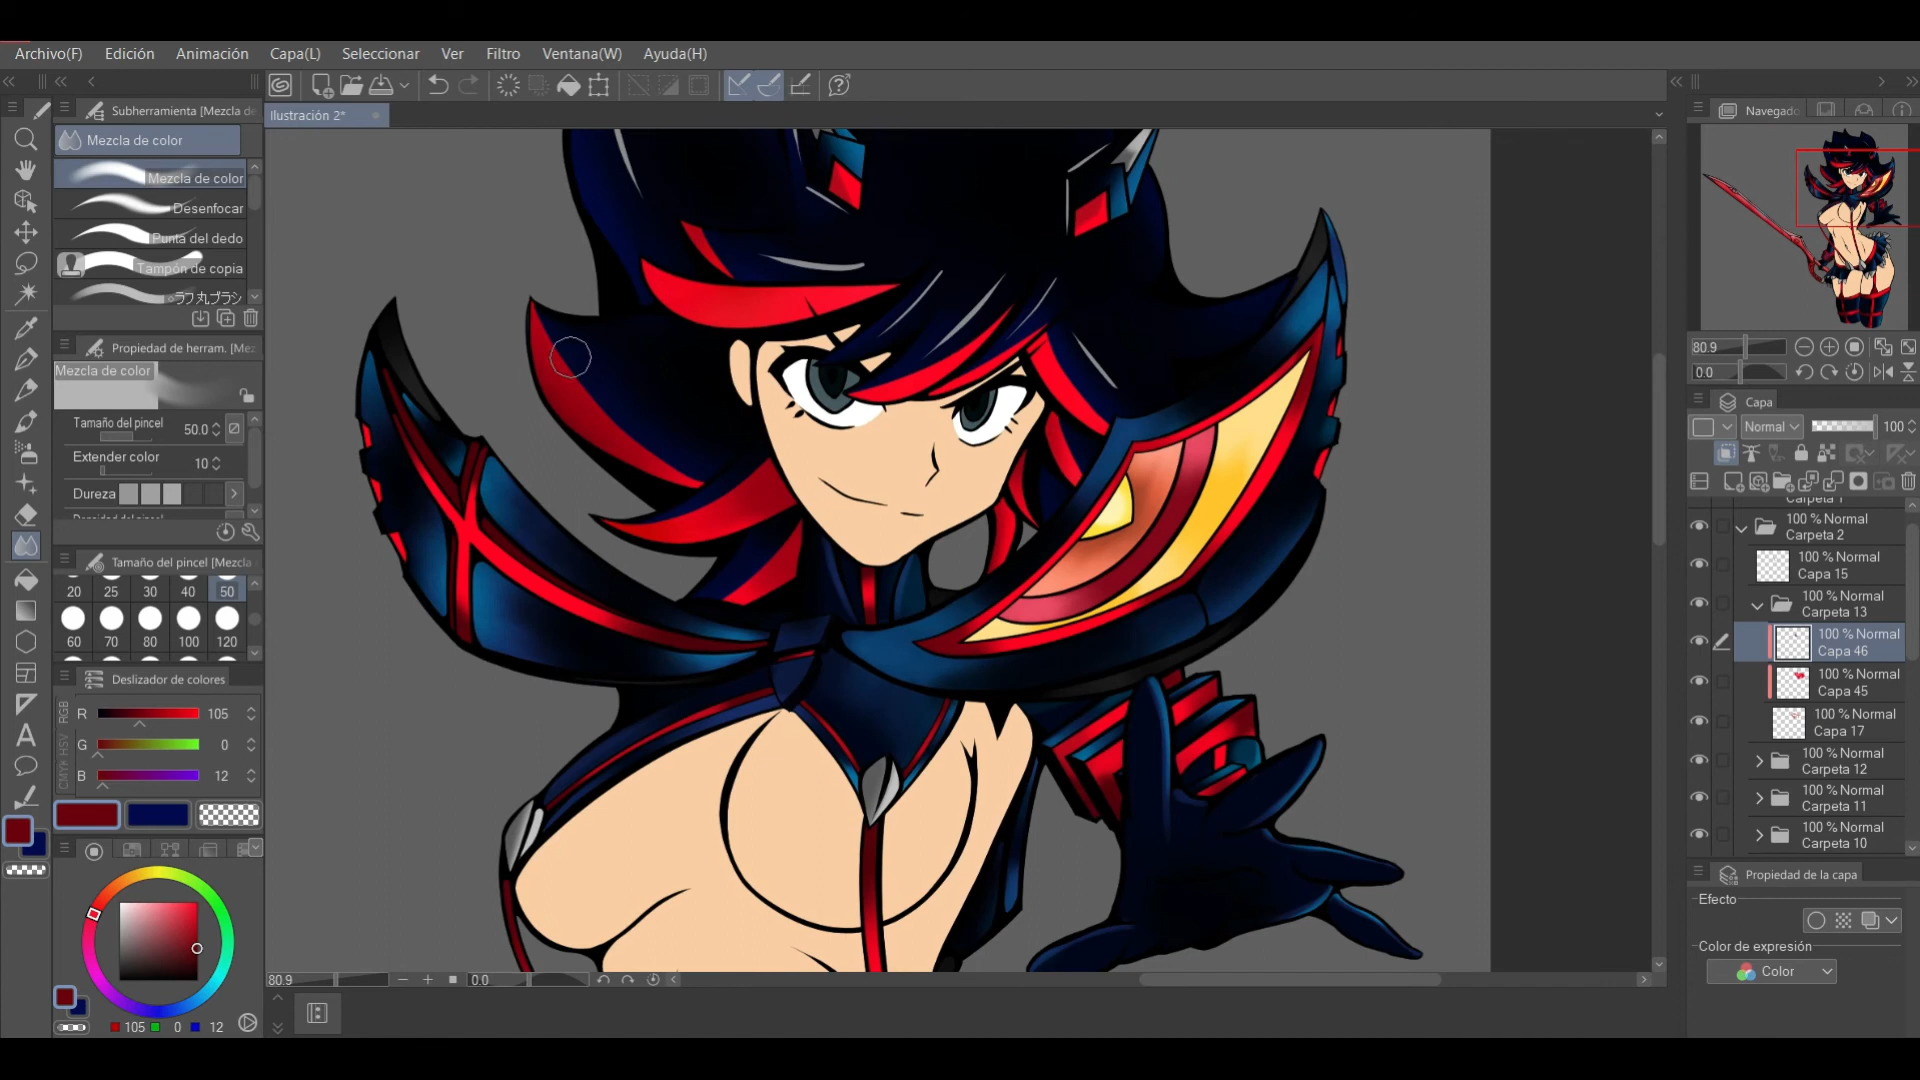 Archivo(F) Edición Animación Capa(L) Seleccionar Ver Filtro Ventana(W) Ayuda(H)
Subherramienta [Mezcla de
Mezcla de color
Mezcla de color
Desenfocar
Punta del dedo
Tampón de copia
Propiedad de herram. [Mez
Mezcla de color
Tamaño del pincel 50.0
Extender color 10
Dureza
Tamaño del pincel [Mezcla
20 25 30 40 50
60 70 80 100 120
Deslizador de colores
RGB
HSV
CMYK
R 105
G 0
B 12
105 0 12
Ilustración 2*
80.9 0.0
Navegado
80.9
0.0
Capa
Normal 100
Carpeta 1
100 % Normal
Carpeta 2
100 % Normal
Capa 15
100 % Normal
Carpeta 13
100 % Normal
Capa 46
100 % Normal
Capa 45
100 % Normal
Capa 17
100 % Normal
Carpeta 12
100 % Normal
Carpeta 11
100 % Normal
Carpeta 10
Propiedad de la capa
Efecto
Color de expresión
Color